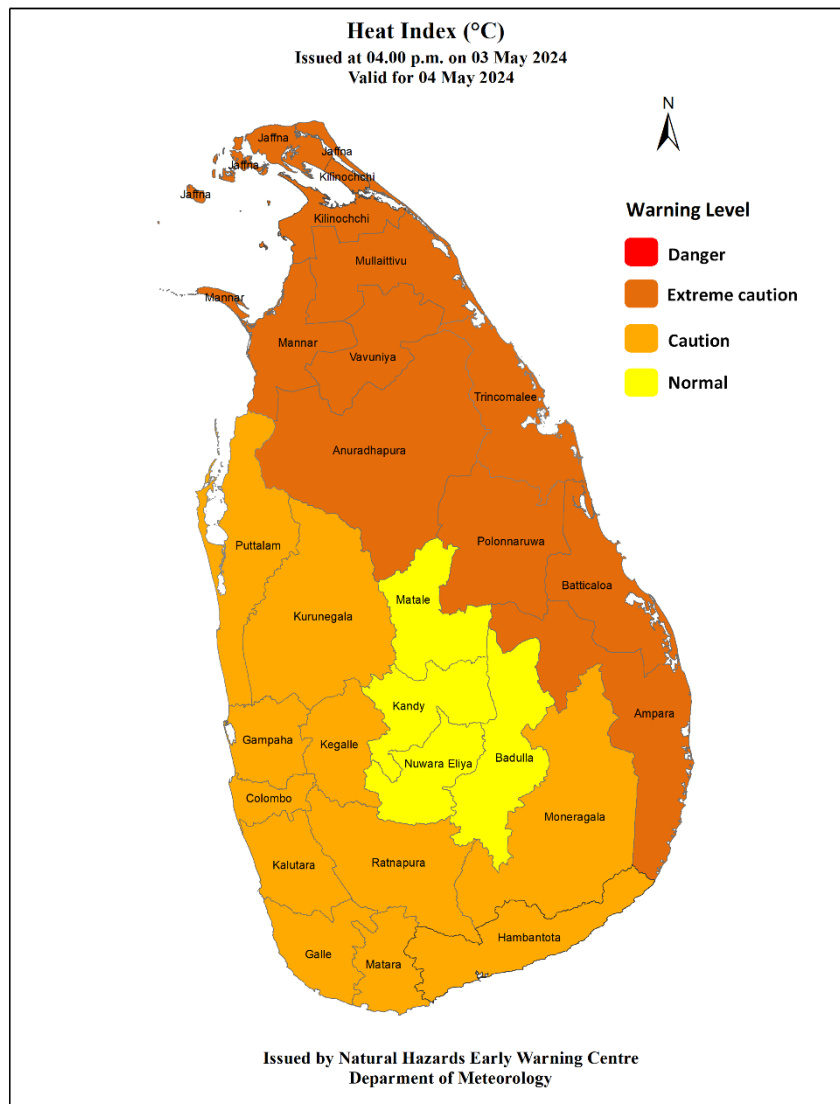 Heat Index (°C)
Issued at 04.00 p.m. on 03 May 2024
Valid for 04 May 2024
N
Jaffna
Jaffna
Jaffna
Kilinochchi
Jaffna
Kilinochchi
Mullaittivu
Mannar
Mannar
Vavuniya
Trincomalee
Anuradhapura
Polonnaruwa
Puttalam
Batticaloa
Matale
Kurunegala
Kandy
Ampara
Gampaha
Kegalle
Nuwara Eliya
Badulla
Colombo
Moneragala
Kalutara
Ratnapura
Hambantota
Galle
Matara
Warning Level
Danger
Extreme caution
Caution
Normal
Issued by Natural Hazards Early Warning Centre
Deparment of Meteorology